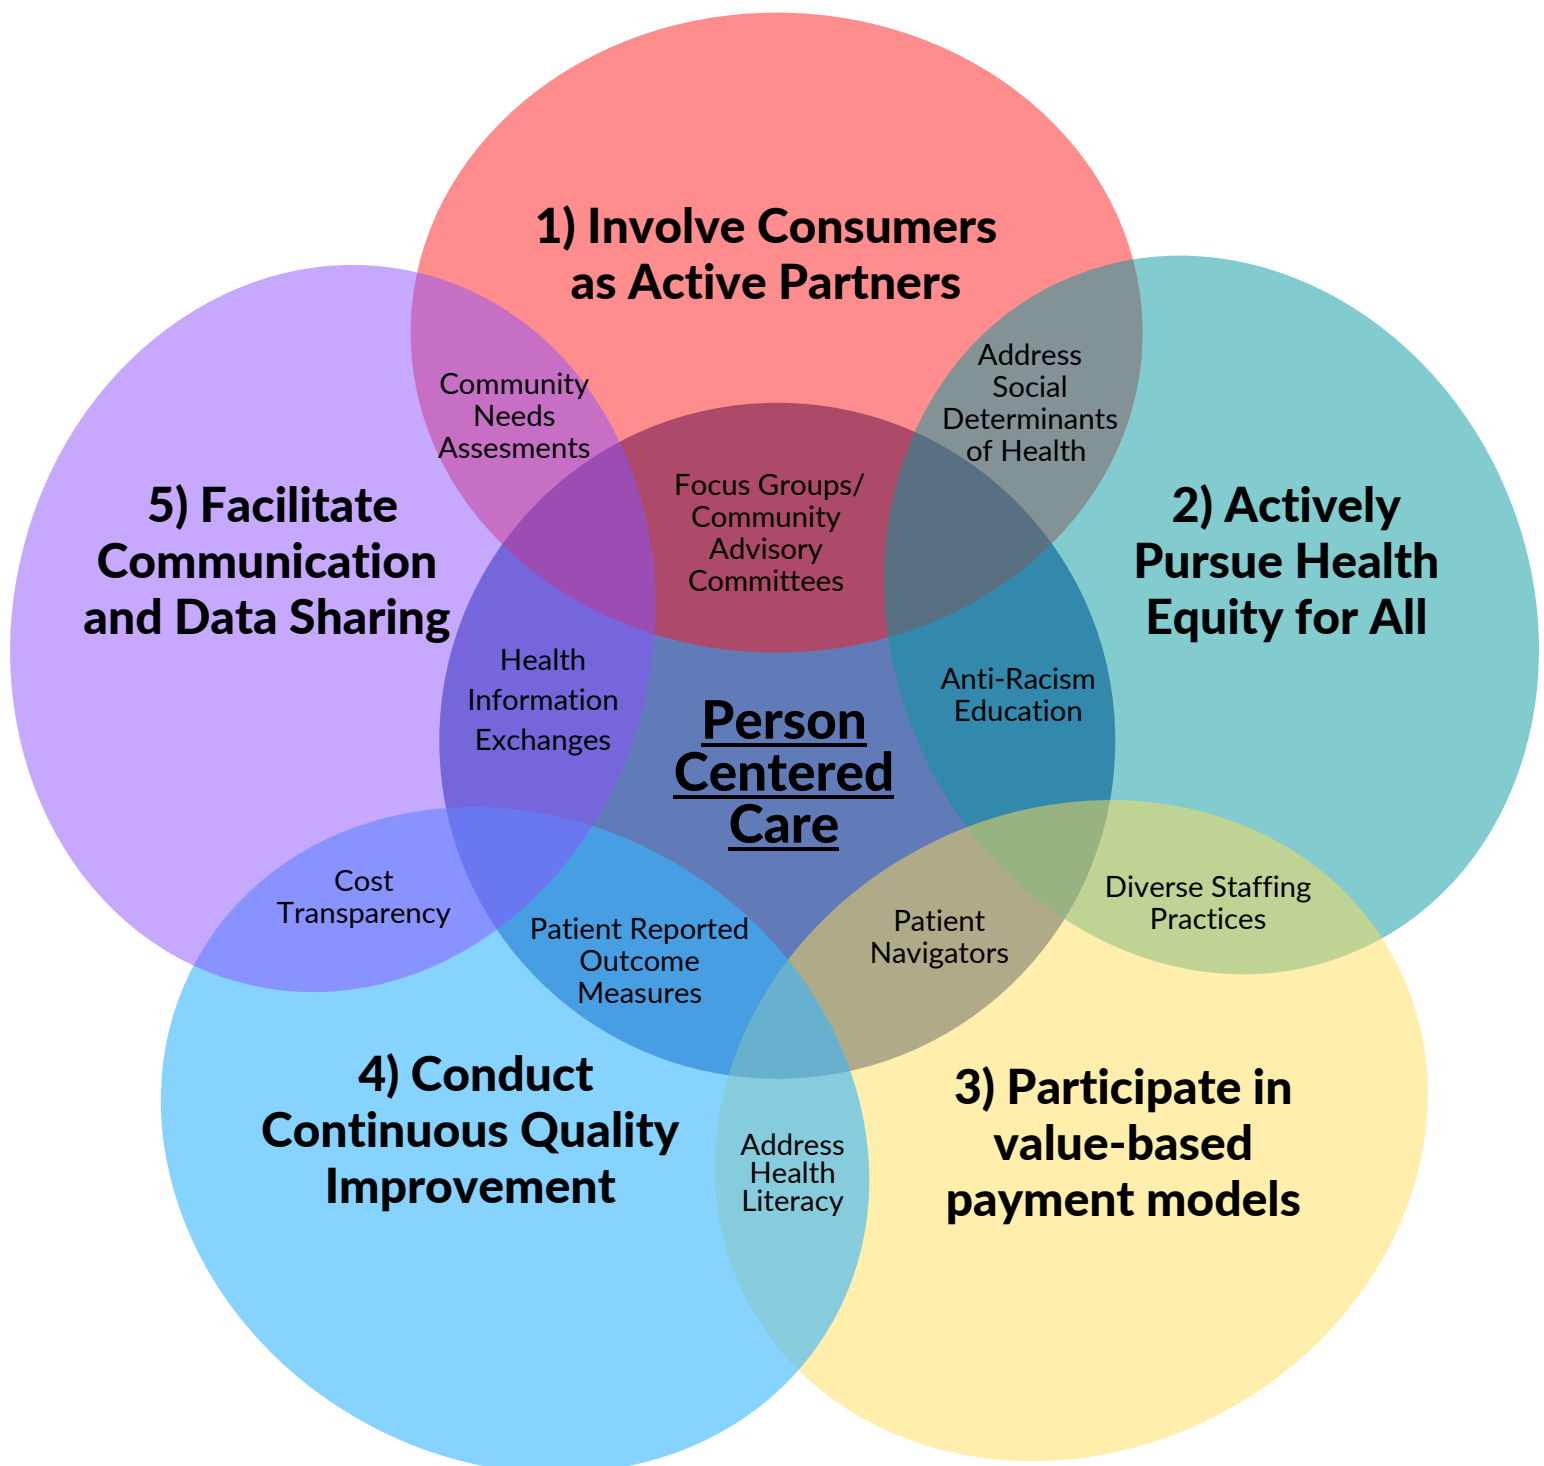 1) Involve Consumers
as Active Partners
Community
Needs
Assesments
Address
Social
Determinants
of Health
Focus Groups/
Community
Advisory
Committees
5) Facilitate
Communication
and Data Sharing
2) Actively
Pursue Health
Equity for All
Health
Information
Exchanges
Anti-Racism
Education
Person
Centered
Care
Cost
Transparency
Patient Reported
Outcome
Measures
Patient
Navigators
Diverse Staffing
Practices
4) Conduct
Continuous Quality
Improvement
3) Participate in
value-based
payment models
Address
Health
Literacy